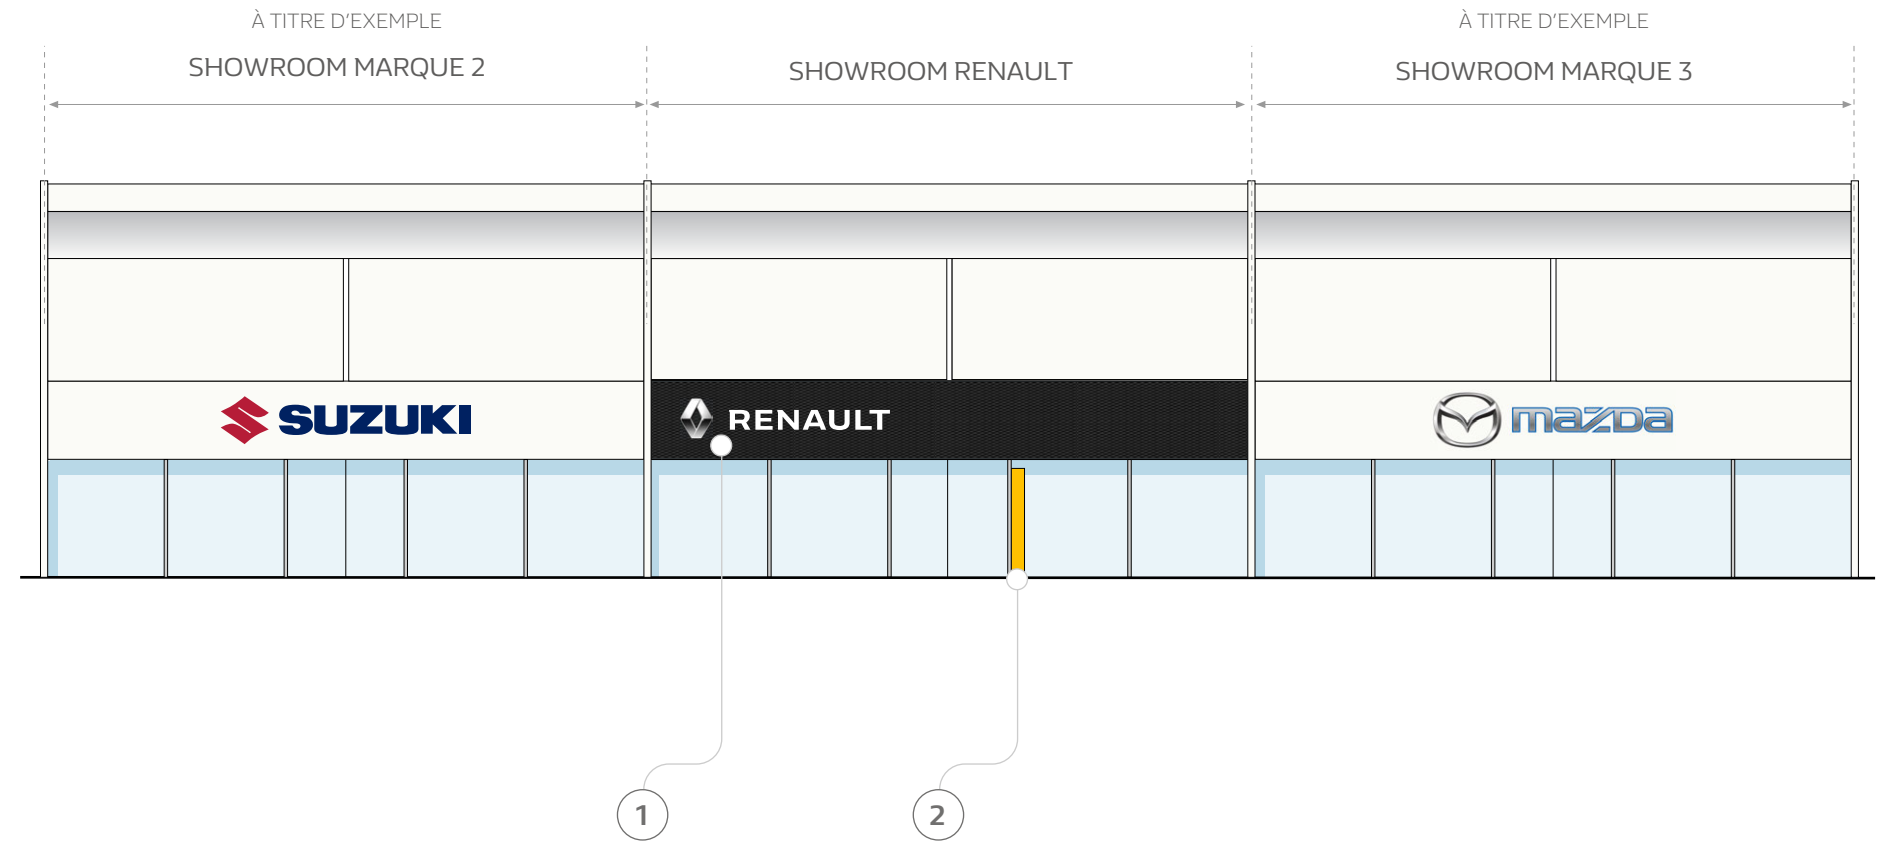 À TITRE D'EXEMPLE
À TITRE D'EXEMPLE
SHOWROOM MARQUE 2
SHOWROOM RENAULT
SHOWROOM MARQUE 3
SUZUKI
RENAULT
mazda
1
2